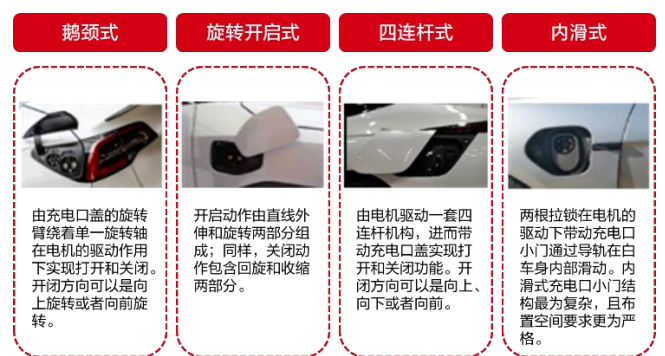 鹅颈式
旋转开启式
四连杆式
内滑式
由充电口盖的旋转
臂绕着单一旋转轴
在电机的驱动作用
下实现打开和关闭。
开闭方向可以是向
上旋转或者向前旋
转。
开启动作由直线外
伸和旋转两部分组
成；同样，关闭动
作包含回旋和收缩
两部分。
由电机驱动一套四
连杆机构，进而带
动充电口盖实现打
开和关闭功能。开
闭方向可以是向上、
向下或者向前。
两根拉锁在电机的
驱动下带动充电口
小门通过导轨在白
车身内部滑动。内
滑式充电口小门结
构最为复杂，且布
置空间要求更为严
格。